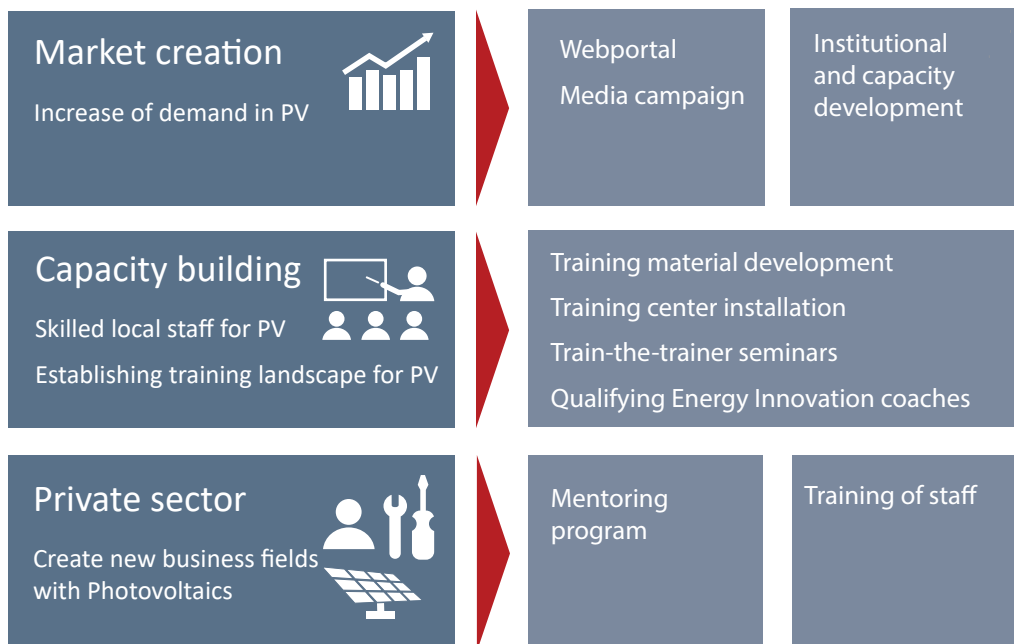 Market creation
Increase of demand in PV
Webportal
Media campaign
Institutional
and capacity
development
Capacity building
Skilled local staff for PV
Establishing training landscape for PV
Training material development
Training center installation
Train-the-trainer seminars
Qualifying Energy Innovation coaches
Private sector
Create new business fields
with Photovoltaics
Mentoring
program
Training of staff